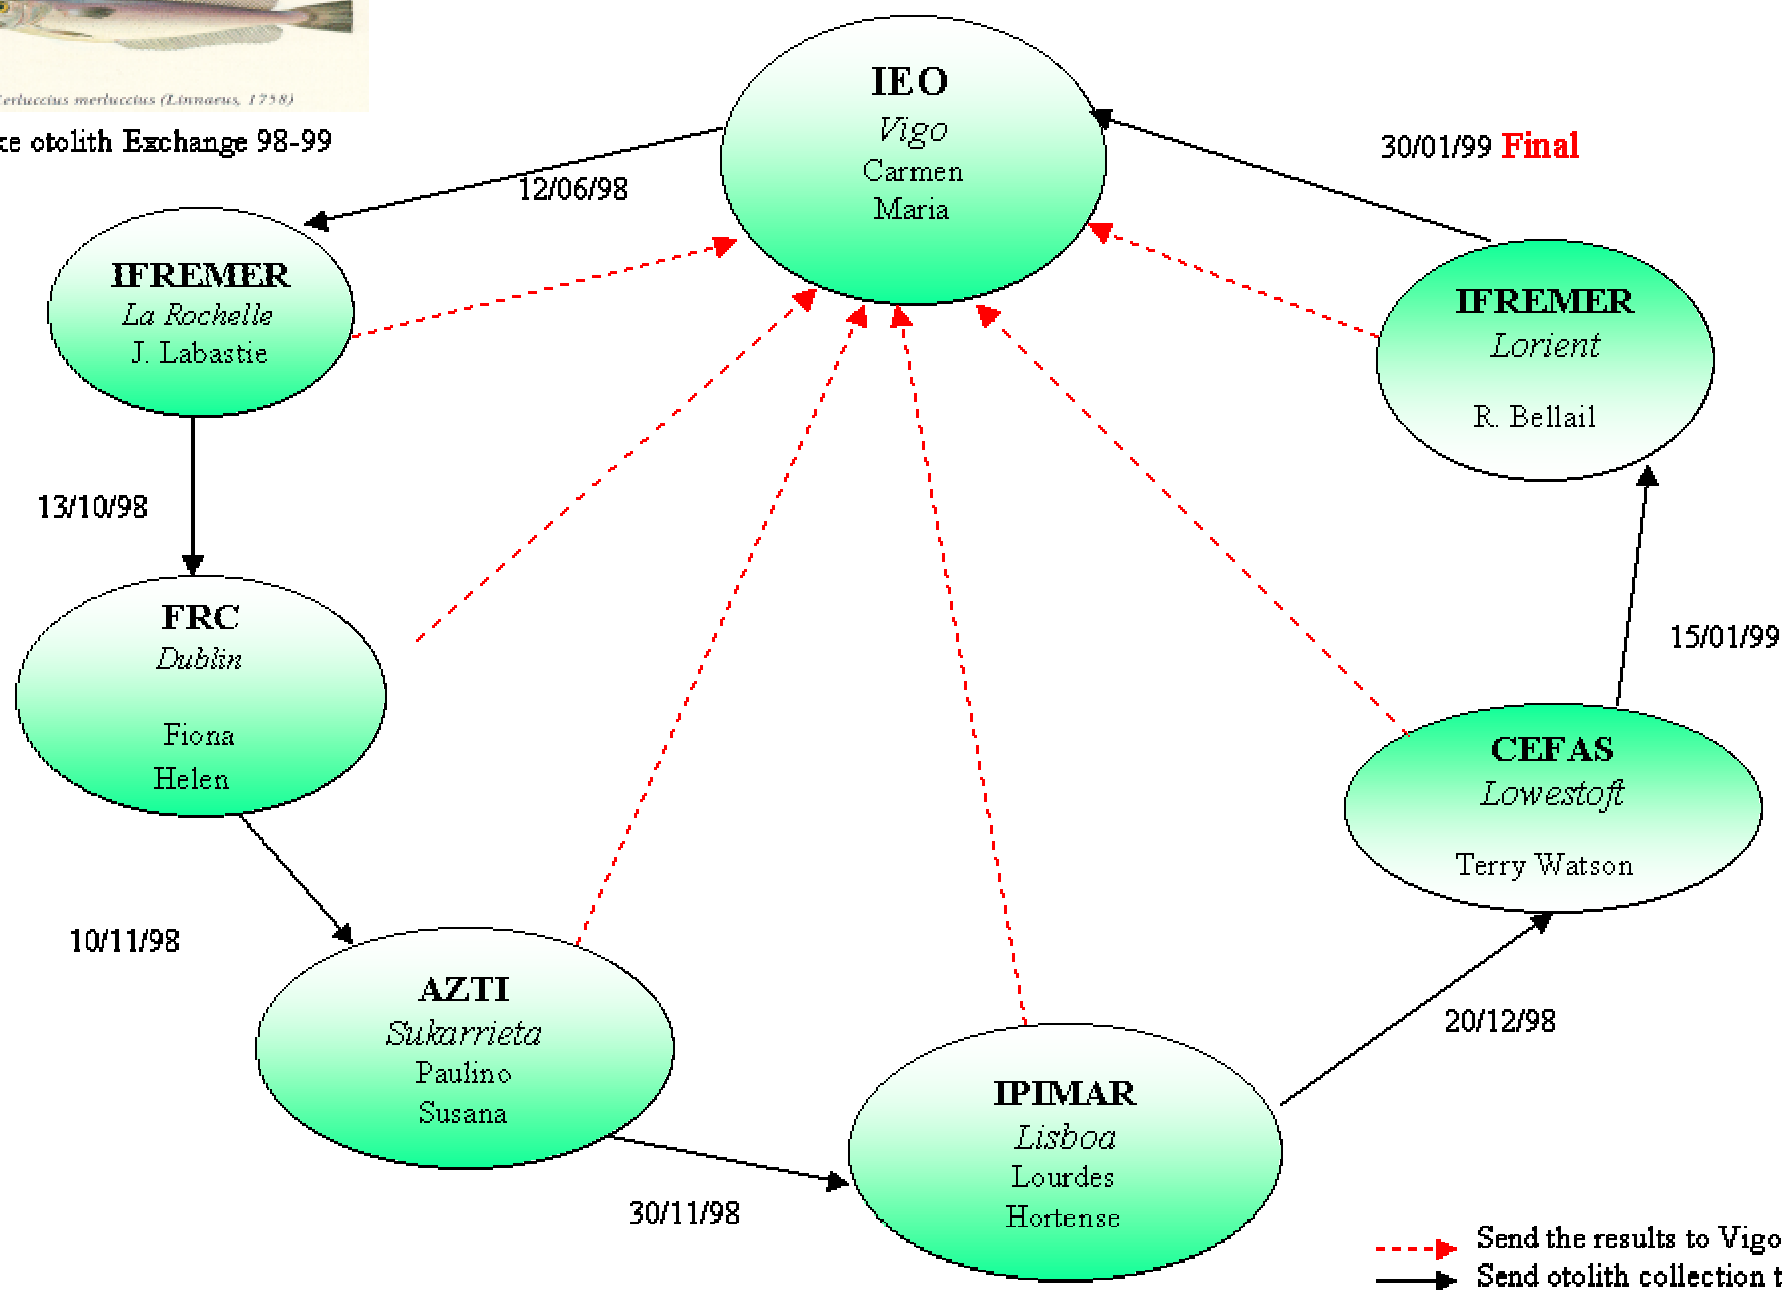 merluccius (Linnaeus, 1758)
otolith Exchange 98-99
IEO
Vigo
Carmen
Maria
30/01/99 Final
12/06/98
IFREMER
La Rochelle
J. Labastie
IFREMER
Lorient
R. Bellail
13/10/98
FRC
Dublin
Fiona
Helen
15/01/99
CEFAS
Lowestoft
Terry Watson
10/11/98
AZTI
Sukarrieta
Paulino
Susana
20/12/98
IPIMAR
Lisboa
Lourdes
Hortense
30/11/98
Send the results to Vigo
Send otolith collection